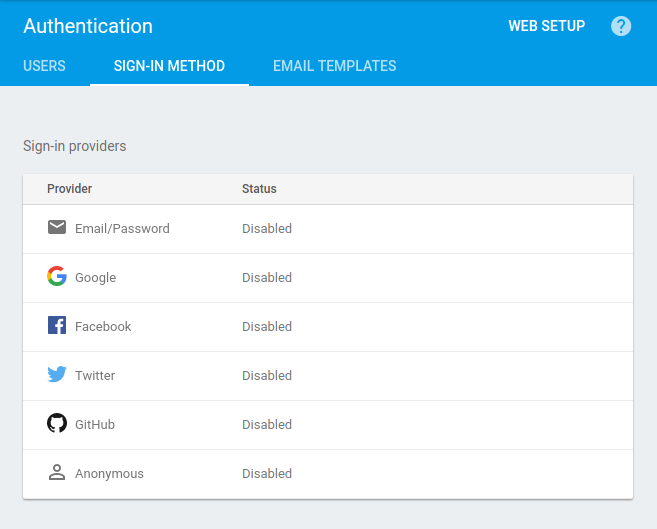 Authentication
WEB SETUP
?
USERS
SIGN-IN METHOD
EMAIL TEMPLATES
Sign-in providers
Provider Status
Email/Password Disabled
Google Disabled
Facebook Disabled
Twitter Disabled
GitHub Disabled
Anonymous Disabled